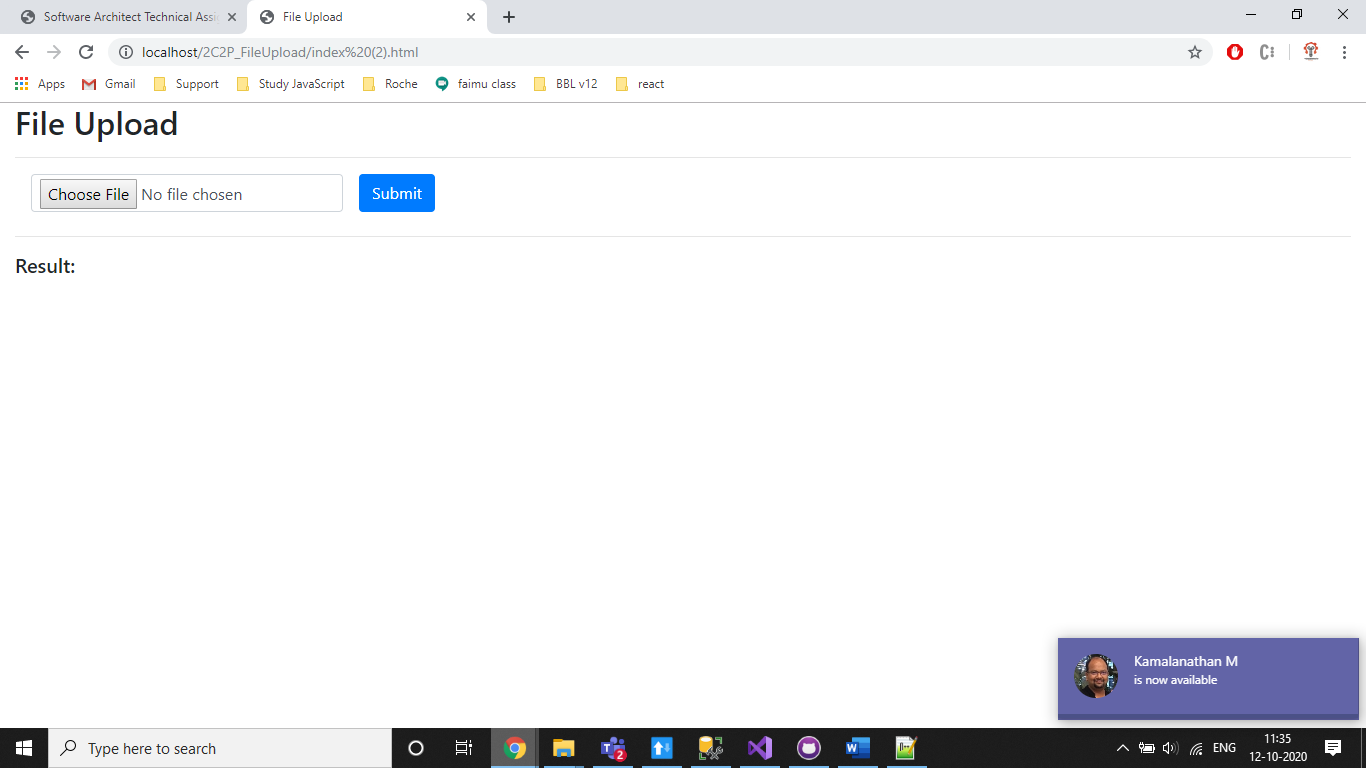 Software Architect Technical Assi
File Upload
localhost/2C2P_FileUpload/index%20(2).html
Apps
Gmail
Support
Study JavaScript
Roche
faimu class
BBL v12
react
File Upload
Choose File No file chosen
Submit
Result:
Kamalanathan M
is now available
Type here to search
2
ENG
11:35
12-10-2020